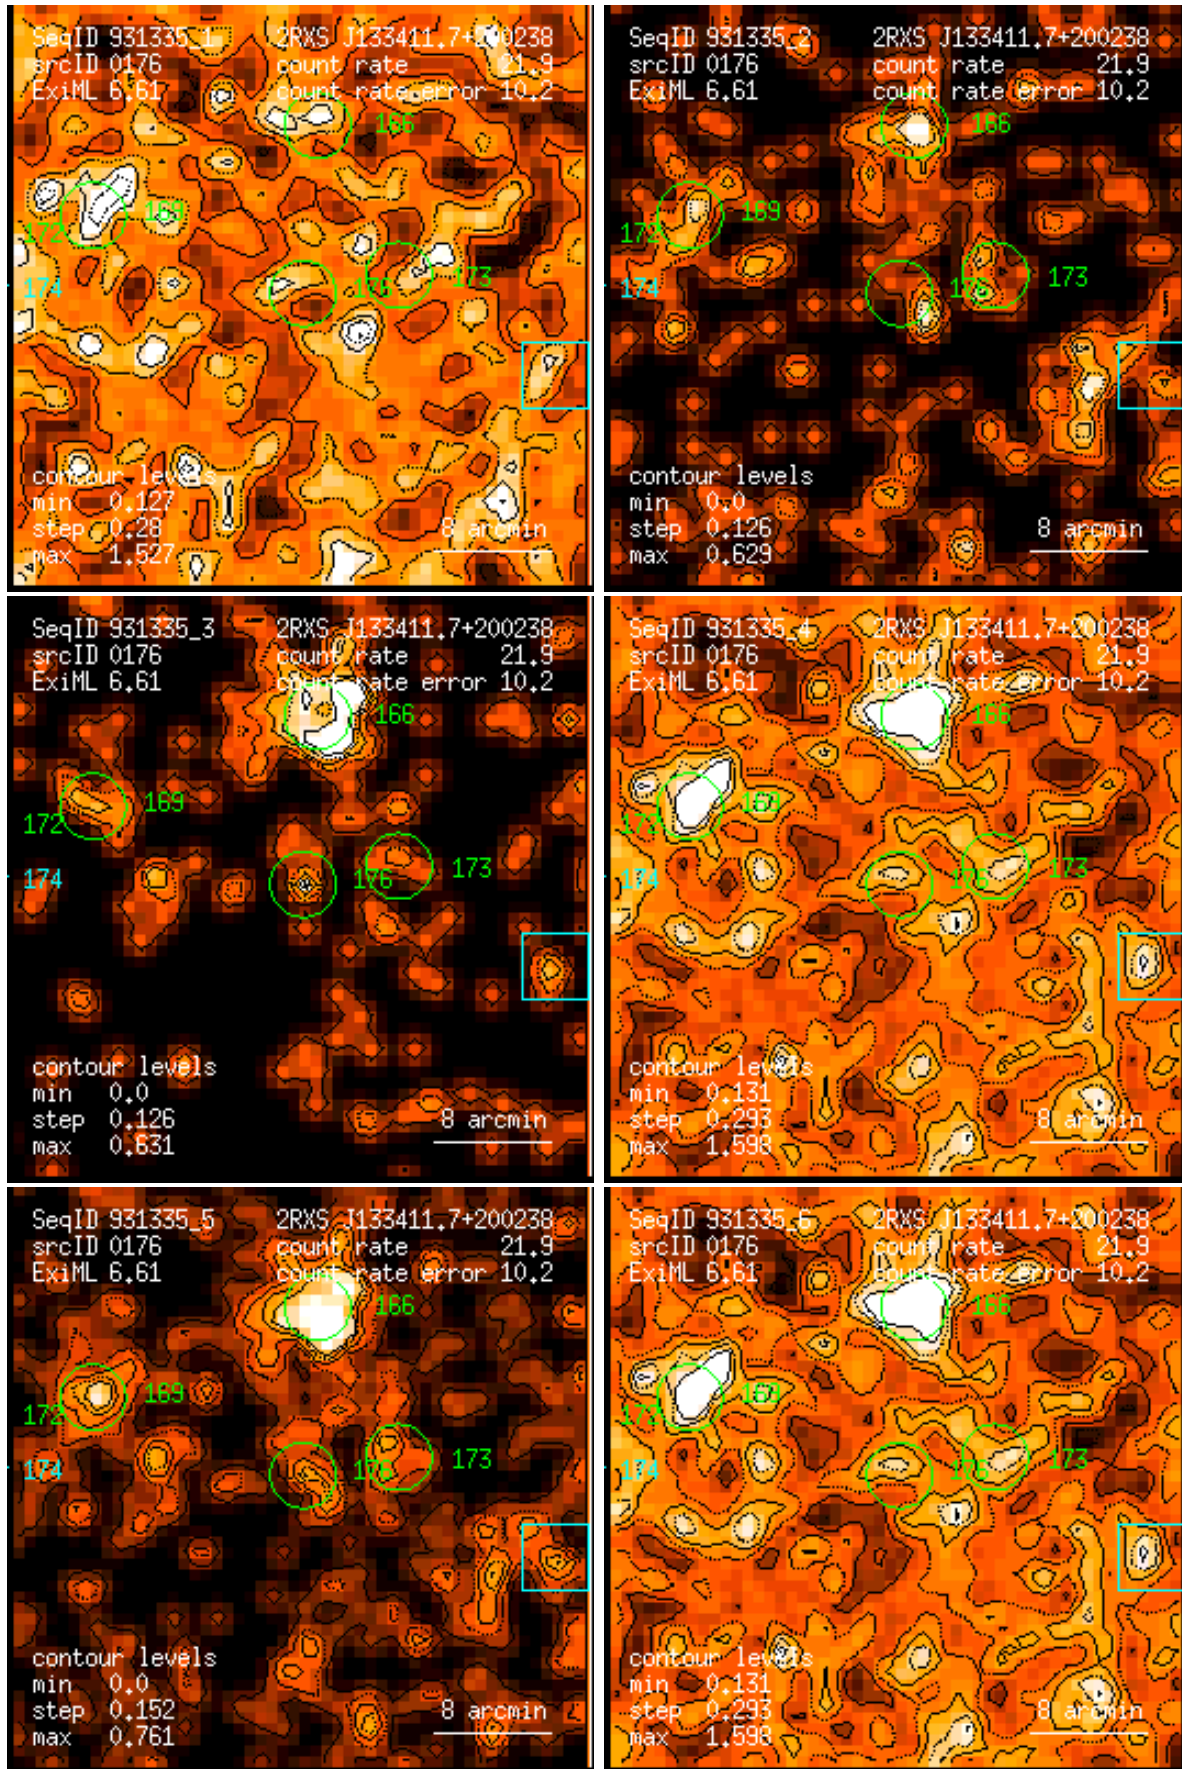 SeqID 931335_1 2RXS J133411.7+200238
srcID 0176 count rate 21.9
ExiML 6.61 count rate error 10.2
166
169
172
173
174
176
contour levels
min 0.127
step 0.28
max 1.527
8 arcmin
SeqID 931335_2 2RXS J133411.7+200238
srcID 0176 count rate 21.9
ExiML 6.61 count rate error 10.2
166
169
172
173
174
176
contour levels
min 0.0
step 0.126
max 0.629
8 arcmin
SeqID 931335_3 2RXS J133411.7+200238
srcID 0176 count rate 21.9
ExiML 6.61 count rate error 10.2
166
169
172
173
174
176
contour levels
min 0.0
step 0.126
max 0.631
8 arcmin
SeqID 931335_4 2RXS J133411.7+200238
srcID 0176 count rate 21.9
ExiML 6.61 count rate error 10.2
166
169
172
173
174
176
contour levels
min 0.131
step 0.293
max 1.598
8 arcmin
SeqID 931335_5 2RXS J133411.7+200238
srcID 0176 count rate 21.9
ExiML 6.61 count rate error 10.2
166
169
172
173
174
176
contour levels
min 0.0
step 0.152
max 0.761
8 arcmin
SeqID 931335_6 2RXS J133411.7+200238
srcID 0176 count rate 21.9
ExiML 6.61 count rate error 10.2
166
169
172
173
174
176
contour levels
min 0.131
step 0.293
max 1.598
8 arcmin